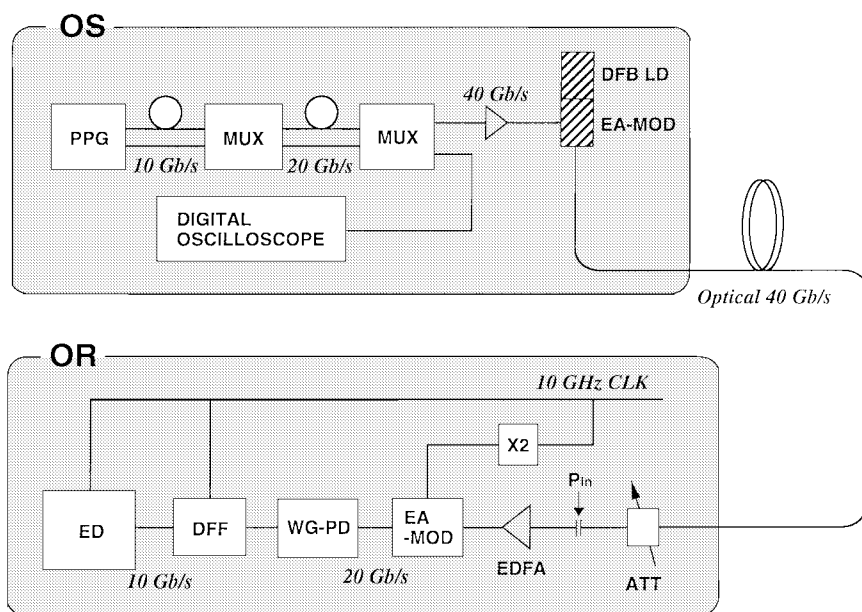 OS
DFB LD
40 Gb/s
EA-MOD
PPG
MUX
MUX
10 Gb/s
20 Gb/s
DIGITAL
OSCILLOSCOPE
Optical 40 Gb/s
OR
10 GHz CLK
X2
PIn
ED
DFF
WG-PD
EA
-MOD
EDFA
ATT
10 Gb/s
20 Gb/s